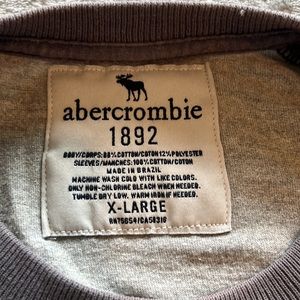 abercrombie
1892
BODY/CORPS:88%COTTON/COTON 12%POLYESTER
SLEEVES/MANCHES:100%COTTON/COTON
MADE IN BRAZIL
MACHINE WASH COLD WITH LIKE COLORS.
ONLY NON-CHLORINE BLEACH WHEN NEEDED.
TUMBLE DRY LOW. WARM IRON IF NEEDED.
X-LARGE